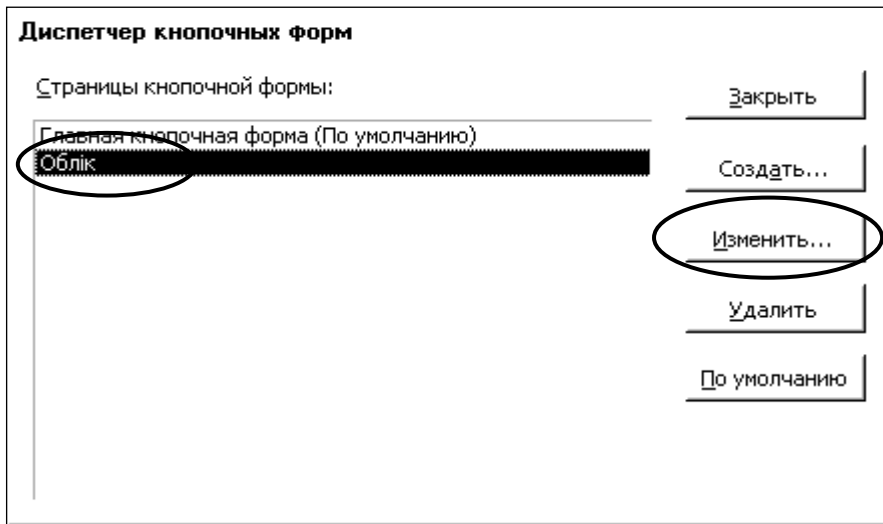 Диспетчер кнопочных форм
Страницы кнопочной формы:
Главная кнопочная форма (По умолчанию)
Облік
Закрыть
Создать...
Изменить...
Удалить
По умолчанию